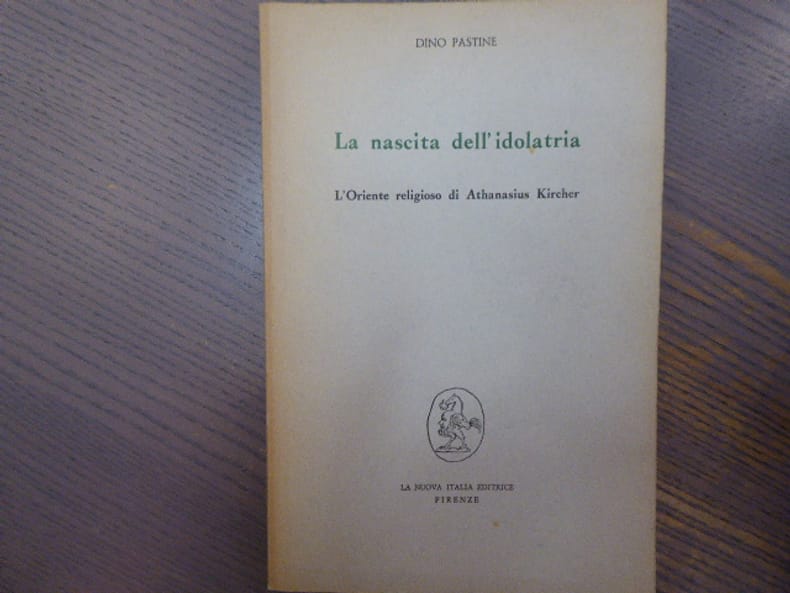 DINO PASTINE
La nascita dell'idolatria
L'Oriente religioso di Athanasius Kircher
LA NUOVA ITALIA EDITRICE
FIRENZE